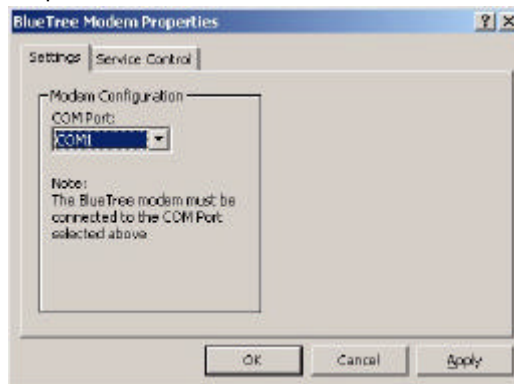 BlueTree Modem Properties
Settings
Service Control
Modem Configuration
COM Port:
COM1
Note:
The BlueTree modem must be
connected to the COM Port
selected above
OK
Cancel
Apply